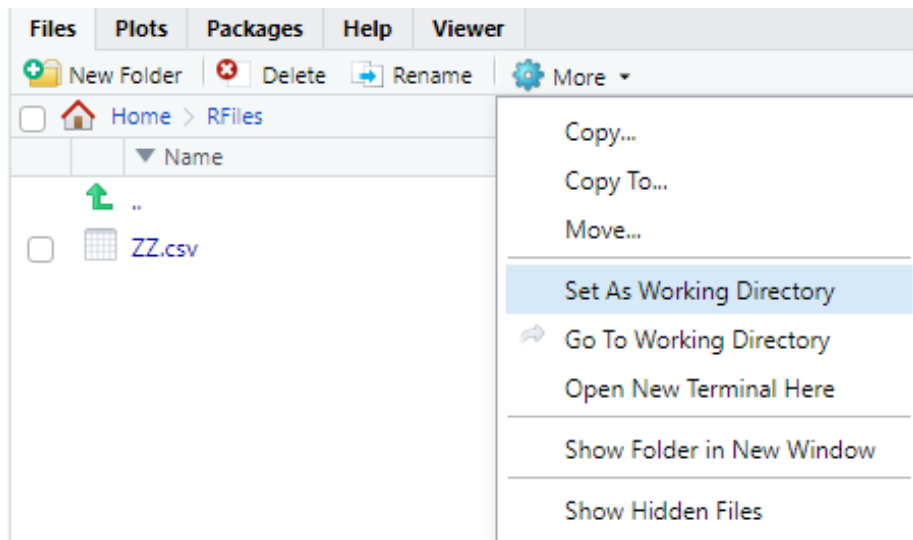 Files Plots Packages Help Viewer
New Folder Delete Rename More
Home > RFiles
Name
..
ZZ.csv
Copy...
Copy To...
Move...
Set As Working Directory
Go To Working Directory
Open New Terminal Here
Show Folder in New Window
Show Hidden Files